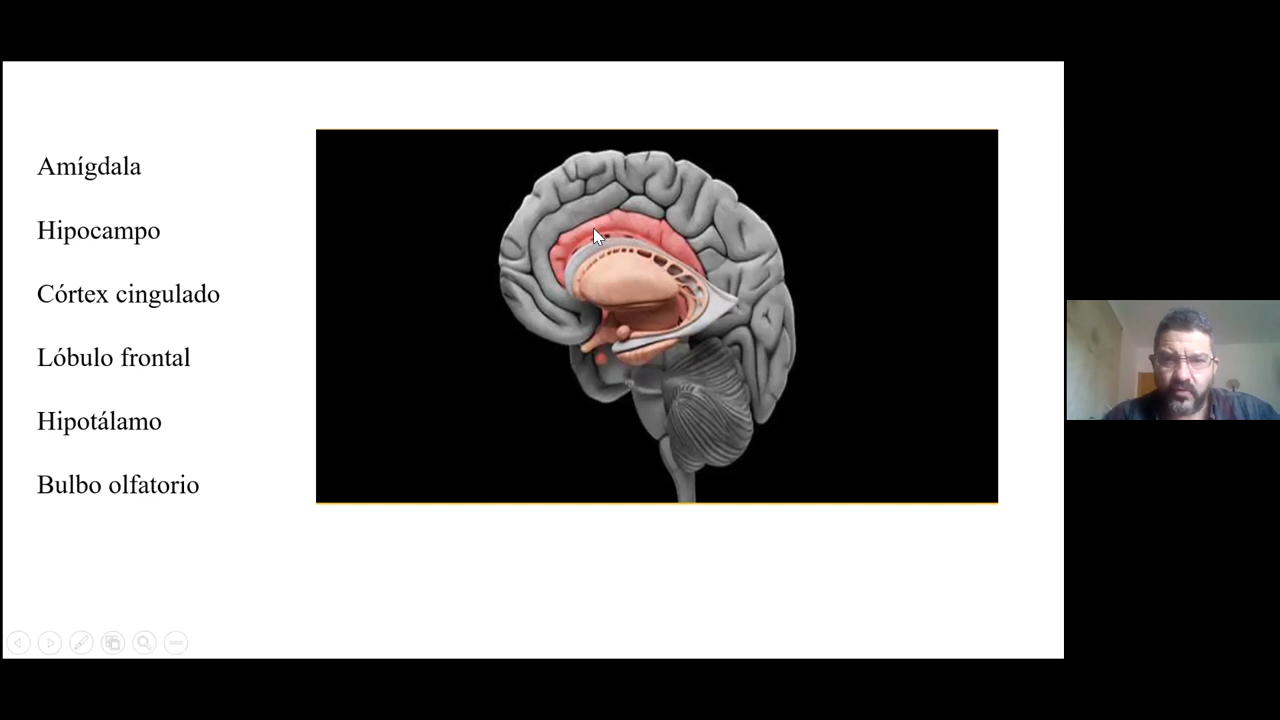 Amígdala
Hipocampo
Córtex cingulado
Lóbulo frontal
Hipotálamo
Bulbo olfatorio